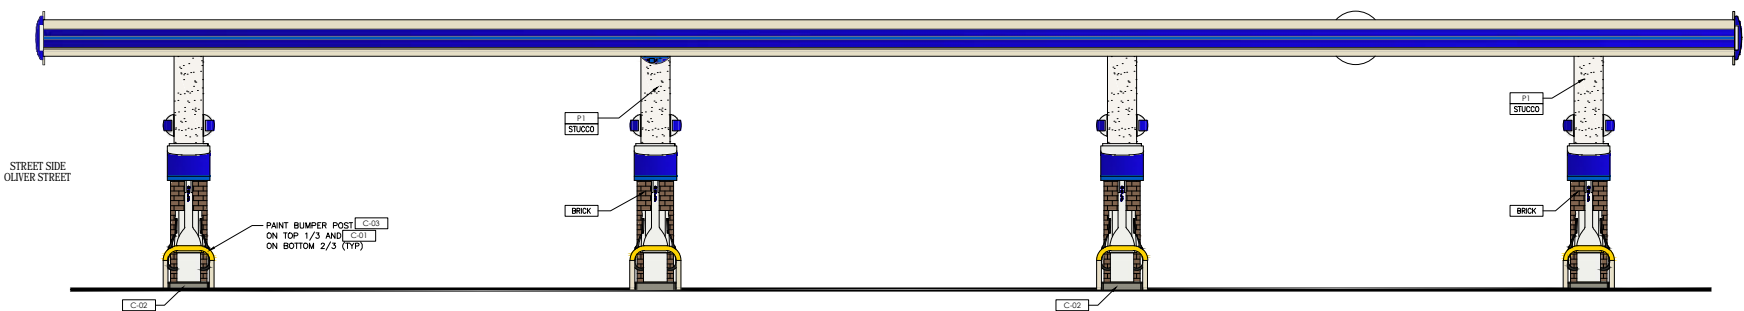 P1
STUCCO
P1
STUCCO
STREET SIDE
OLIVER STREET
BRICK
BRICK
PAINT BUMPER POST C-03
ON TOP 1/3 AND C-01
ON BOTTOM 2/3 (TYP)
C-02
C-02